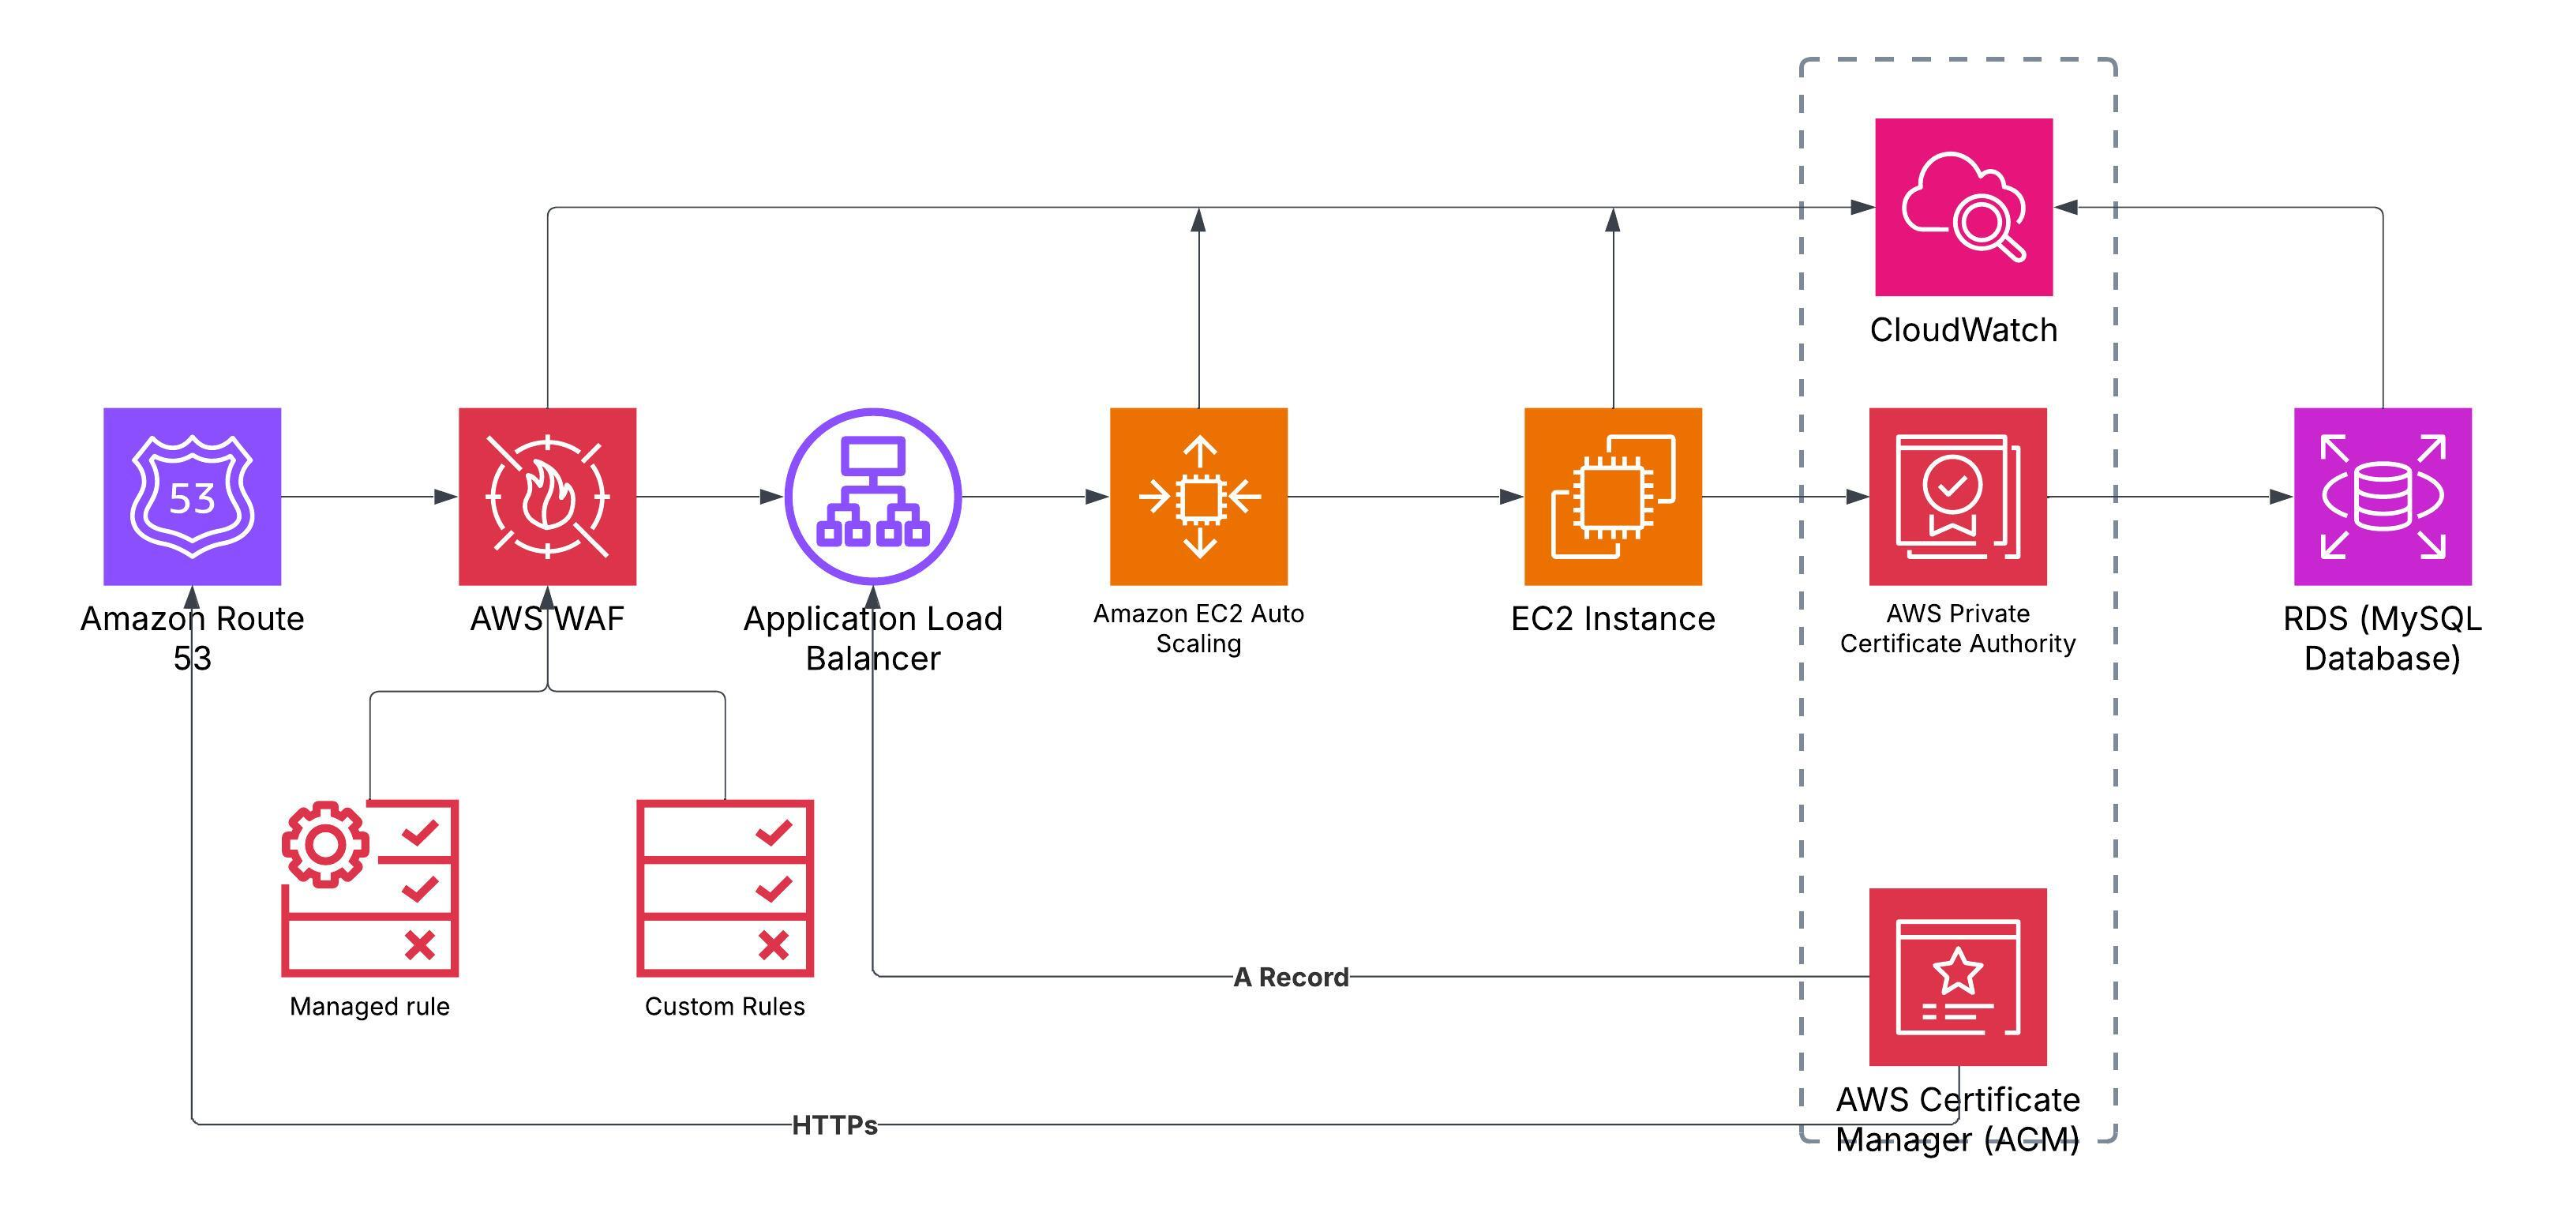 CloudWatch
53
Amazon Route
53
AWS WAF
Application Load
Balancer
Amazon EC2 Auto
Scaling
EC2 Instance
AWS Private
Certificate Authority
RDS (MySQL
Database)
Managed rule
Custom Rules
A Record
AWS Certificate
Manager (ACM)
HTTPs